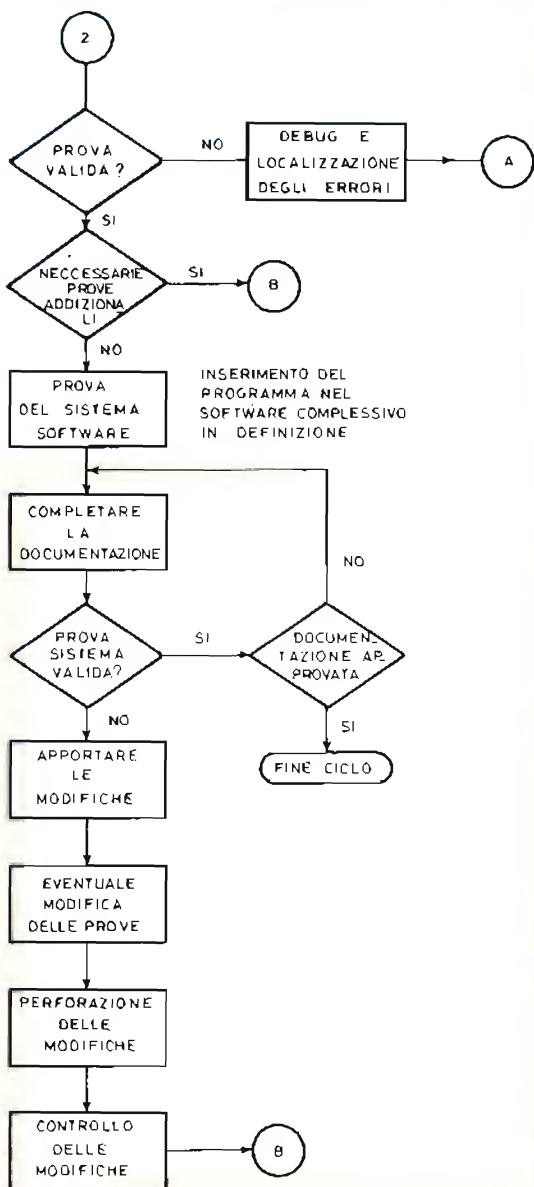 2
PROVA
VALIDA?
NO
DEBUG E
LOCALIZZAZIONE
DEGLI ERRORI
A
SI
NECCESSARIE
PROVE
ADDIZIONA
LI
SI
B
NO
PROVA
DEL SISTEMA
SOFTWARE
INSERIMENTO DEL
PROGRAMMA NEL
SOFTWARE COMPLESSIVO
IN DEFINIZIONE
COMPLETARE
LA
DOCUMENTAZIONE
NO
PROVA
SISTEMA
VALIDA?
SI
DOCUMEN-
TAZIONE AP
PROVATA
NO
SI
FINE CICLO
APPORTARE
LE
MODIFICHE
EVENTUALE
MODIFICA
DELLE PROVE
PERFORAZIONE
DELLE
MODIFICHE
CONTROLLO
DELLE
MODIFICHE
B